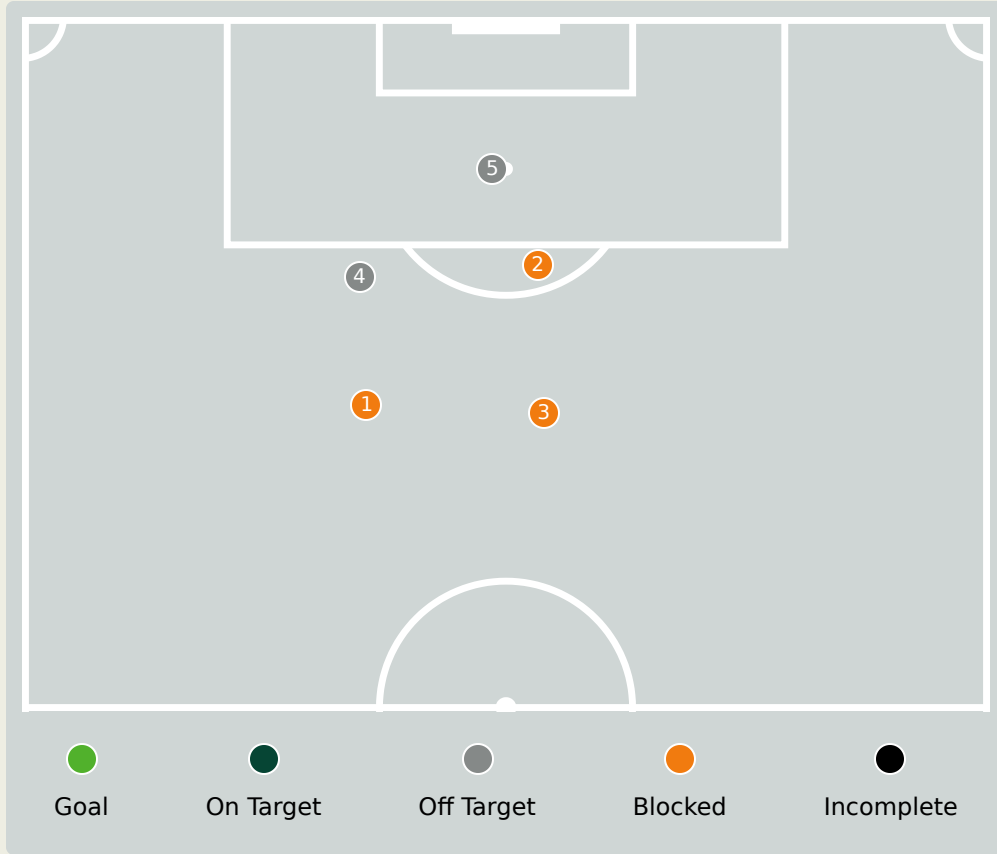 5
2
4
1
3
Goal
On Target
Off Target
Blocked
Incomplete